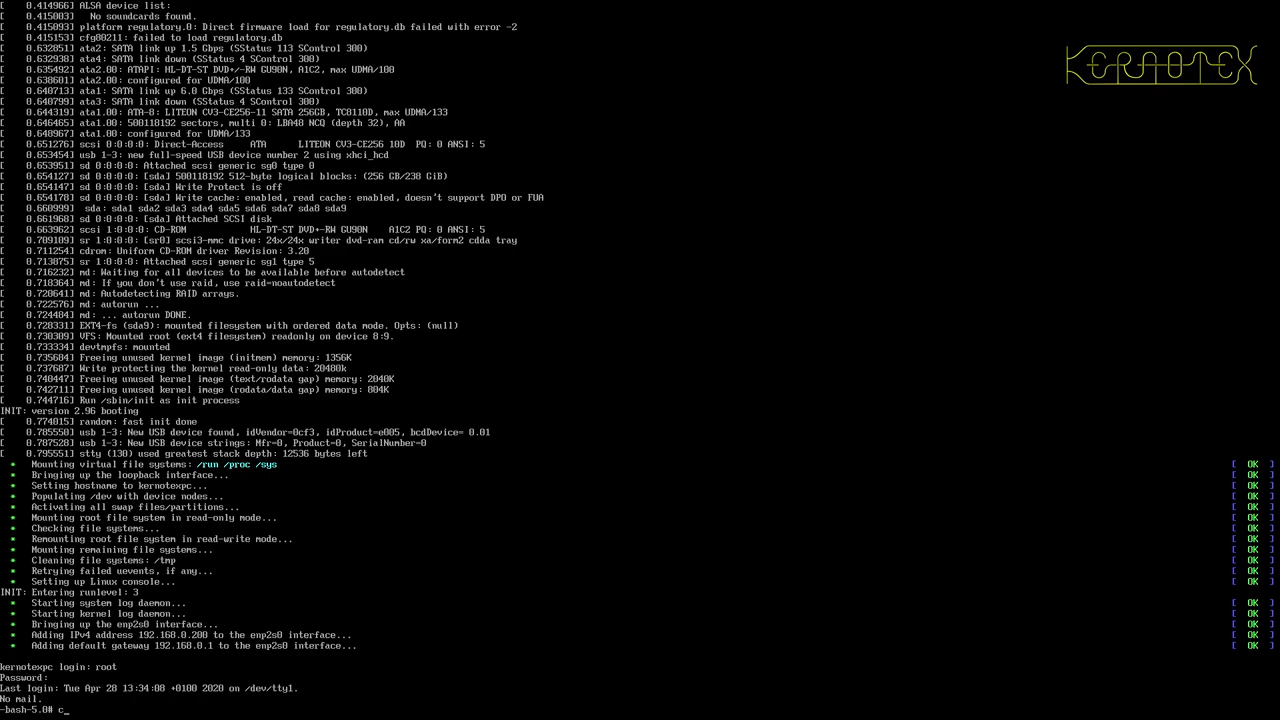 [    0.414966] ALSA device list:
[    0.415003]   No soundcards found.
[    0.415093] platform regulatory.0: Direct firmware load for regulatory.db failed with error -2
[    0.415153] cfg80211: failed to load regulatory.db
[    0.632851] ata2: SATA link up 1.5 Gbps (SStatus 113 SControl 300)
[    0.632938] ata4: SATA link down (SStatus 4 SControl 300)
[    0.635492] ata2.00: ATAPI: HL-DT-ST DVD+/-RW GU90N, A1C2, max UDMA/100
[    0.638601] ata2.00: configured for UDMA/100
[    0.640713] ata1: SATA link up 6.0 Gbps (SStatus 133 SControl 300)
[    0.640799] ata3: SATA link down (SStatus 4 SControl 300)
[    0.644319] ata1.00: ATA-8: LITEON CV3-CE256-11 SATA 256GB, TC8110D, max UDMA/133
[    0.646465] ata1.00: 500118192 sectors, multi 0: LBA48 NCQ (depth 32), AA
[    0.648967] ata1.00: configured for UDMA/133
[    0.651276] scsi 0:0:0:0: Direct-Access     ATA      LITEON CV3-CE256 10D  PQ: 0 ANSI: 5
[    0.653454] usb 1-3: new full-speed USB device number 2 using xhci_hcd
[    0.653951] sd 0:0:0:0: Attached scsi generic sg0 type 0
[    0.654127] sd 0:0:0:0: [sda] 500118192 512-byte logical blocks: (256 GB/238 GiB)
[    0.654147] sd 0:0:0:0: [sda] Write Protect is off
[    0.654178] sd 0:0:0:0: [sda] Write cache: enabled, read cache: enabled, doesn't support DPO or FUA
[    0.660999]  sda: sda1 sda2 sda3 sda4 sda5 sda6 sda7 sda8 sda9
[    0.661968] sd 0:0:0:0: [sda] Attached SCSI disk
[    0.663962] scsi 1:0:0:0: CD-ROM            HL-DT-ST DVD+-RW GU90N    A1C2 PQ: 0 ANSI: 5
[    0.709109] sr 1:0:0:0: [sr0] scsi3-mmc drive: 24x/24x writer dvd-ram cd/rw xa/form2 cdda tray
[    0.711254] cdrom: Uniform CD-ROM driver Revision: 3.20
[    0.713875] sr 1:0:0:0: Attached scsi generic sg1 type 5
[    0.716232] md: Waiting for all devices to be available before autodetect
[    0.718364] md: If you don't use raid, use raid=noautodetect
[    0.720641] md: Autodetecting RAID arrays.
[    0.722576] md: autorun ...
[    0.724484] md: ... autorun DONE.
[    0.728331] EXT4-fs (sda9): mounted filesystem with ordered data mode. Opts: (null)
[    0.730309] VFS: Mounted root (ext4 filesystem) readonly on device 8:9.
[    0.733334] devtmpfs: mounted
[    0.735604] Freeing unused kernel image (initmem) memory: 1356K
[    0.737687] Write protecting the kernel read-only data: 20480k
[    0.740447] Freeing unused kernel image (text/rodata gap) memory: 2040K
[    0.742711] Freeing unused kernel image (rodata/data gap) memory: 804K
[    0.744716] Run /sbin/init as init process
INIT: version 2.96 booting
[    0.774015] random: fast init done
[    0.785550] usb 1-3: New USB device found, idVendor=0cf3, idProduct=e005, bcdDevice= 0.01
[    0.787528] usb 1-3: New USB device strings: Mfr=0, Product=0, SerialNumber=0
[    0.795551] stty (130) used greatest stack depth: 12536 bytes left
*   Mounting virtual file systems: /run /proc /sys [  OK  ]
*   Bringing up the loopback interface... [  OK  ]
*   Setting hostname to kernotexpc... [  OK  ]
*   Populating /dev with device nodes... [  OK  ]
*   Activating all swap files/partitions... [  OK  ]
*   Mounting root file system in read-only mode... [  OK  ]
*   Checking file systems... [  OK  ]
*   Remounting root file system in read-write mode... [  OK  ]
*   Mounting remaining file systems... [  OK  ]
*   Cleaning file systems: /tmp [  OK  ]
*   Retrying failed uevents, if any... [  OK  ]
*   Setting up Linux console... [  OK  ]
INIT: Entering runlevel: 3
*   Starting system log daemon... [  OK  ]
*   Starting kernel log daemon... [  OK  ]
*   Bringing up the enp2s0 interface... [  OK  ]
*   Adding IPv4 address 192.168.0.200 to the enp2s0 interface... [  OK  ]
*   Adding default gateway 192.168.0.1 to the enp2s0 interface... [  OK  ]
kernotexpc login: root
Password:
Last login: Tue Apr 28 13:34:08 +0100 2020 on /dev/tty1.
No mail.
-bash-5.0# c_
KERNOTEX